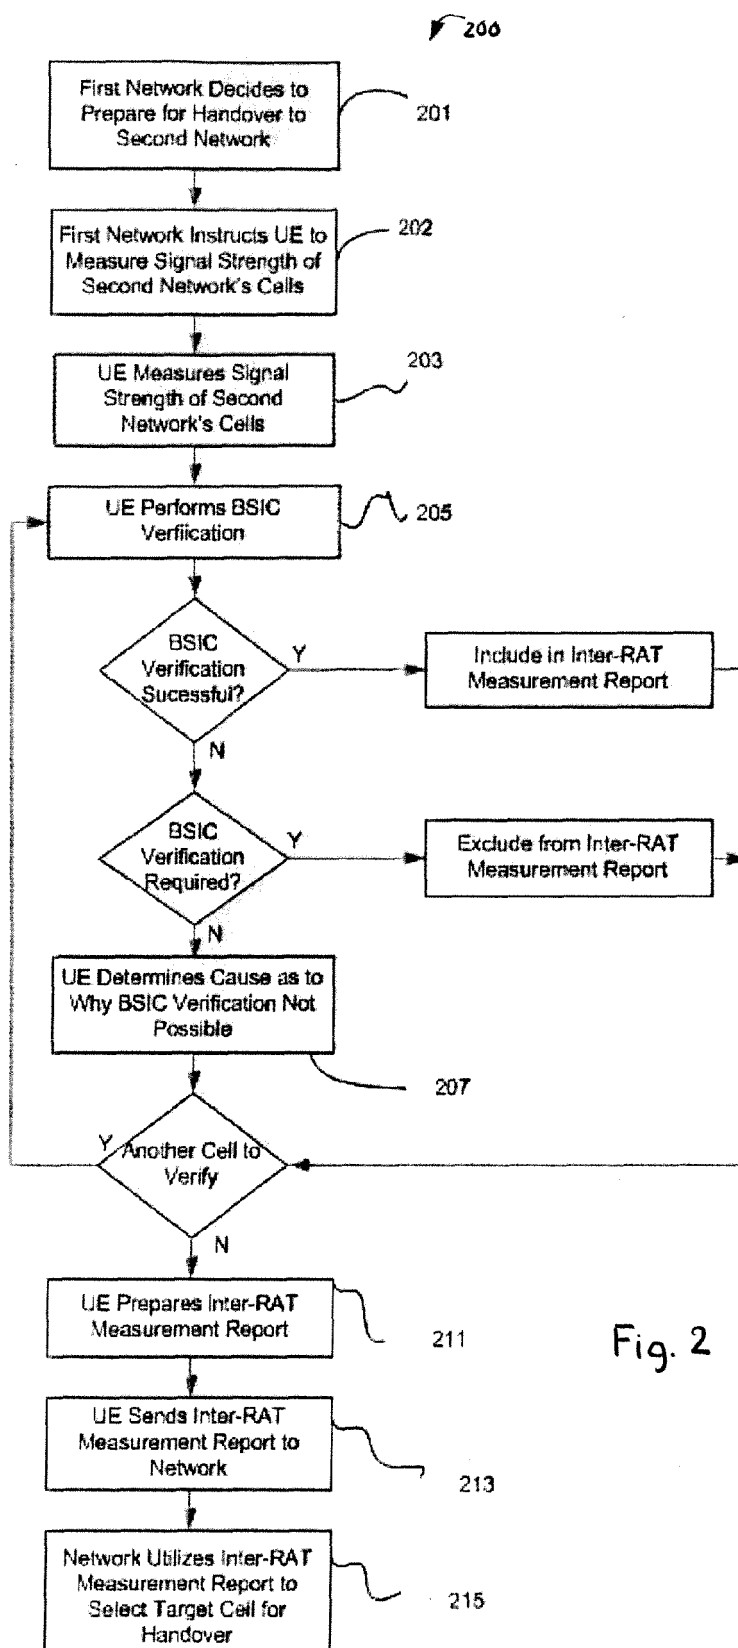 200
First Network Decides to
Prepare for Handover to
Second Network
201
First Network Instructs UE to
Measure Signal Strength of
Second Network's Cells
202
UE Measures Signal
Strength of Second
Network's Cells
203
UE Performs BSIC
Verfiication
205
BSIC
Verification
Sucessful?
Y
Include in Inter-RAT
Measurement Report
N
BSIC
Verification
Required?
Y
Exclude from Inter-RAT
Measurement Report
N
UE Determines Cause as to
Why BSIC Verification Not
Possible
207
Y
Another Cell to
Verify
N
UE Prepares Inter-RAT
Measurement Report
211
Fig. 2
UE Sends Inter-RAT
Measurement Report to
Network
213
Network Utilizes Inter-RAT
Measurement Report to
Select Target Cell for
Handover
215